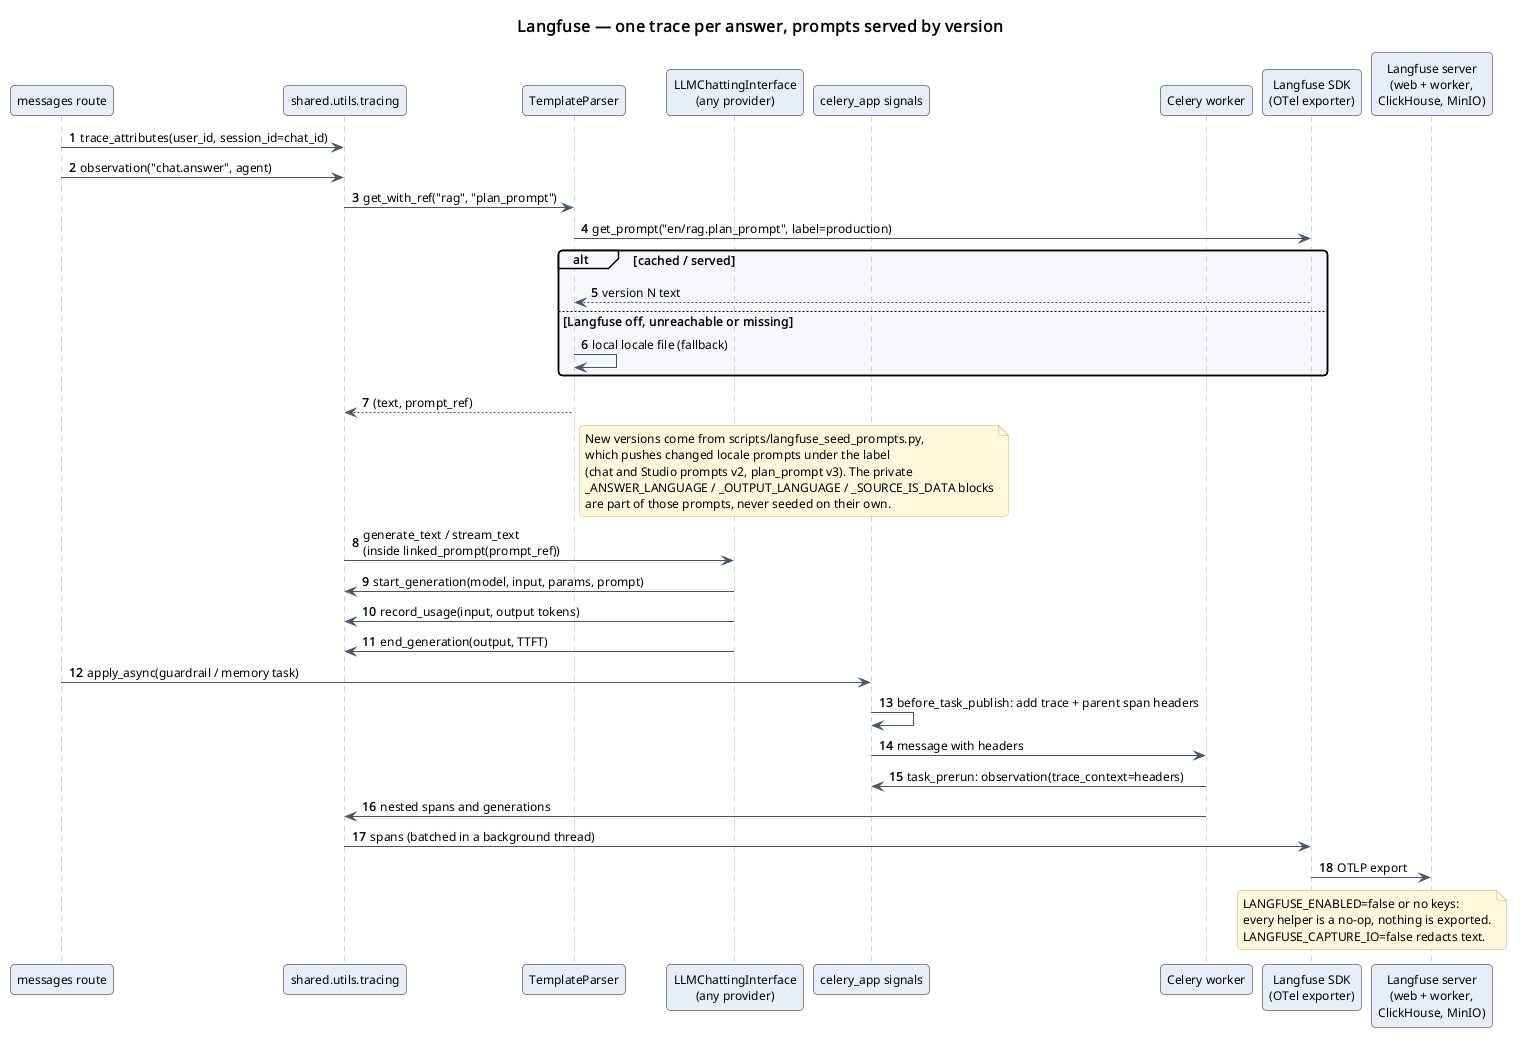 Langfuse — one trace per answer, prompts served by version
messages route
shared.utils.tracing
TemplateParser
LLMChattingInterface
(any provider)
celery_app signals
Celery worker
Langfuse SDK
(OTel exporter)
Langfuse server
(web + worker,
ClickHouse, MinIO)
1 trace_attributes(user_id, session_id=chat_id)
2 observation("chat.answer", agent)
3 get_with_ref("rag", "plan_prompt")
4 get_prompt("en/rag.plan_prompt", label=production)
alt [cached / served]
5 version N text
[Langfuse off, unreachable or missing]
6 local locale file (fallback)
7 (text, prompt_ref)
New versions come from scripts/langfuse_seed_prompts.py,
which pushes changed locale prompts under the label
(chat and Studio prompts v2, plan_prompt v3). The private
_ANSWER_LANGUAGE / _OUTPUT_LANGUAGE / _SOURCE_IS_DATA blocks
are part of those prompts, never seeded on their own.
8 generate_text / stream_text
(inside linked_prompt(prompt_ref))
9 start_generation(model, input, params, prompt)
10 record_usage(input, output tokens)
11 end_generation(output, TTFT)
12 apply_async(guardrail / memory task)
13 before_task_publish: add trace + parent span headers
14 message with headers
15 task_prerun: observation(trace_context=headers)
16 nested spans and generations
17 spans (batched in a background thread)
18 OTLP export
LANGFUSE_ENABLED=false or no keys:
every helper is a no-op, nothing is exported.
LANGFUSE_CAPTURE_IO=false redacts text.
messages route
shared.utils.tracing
TemplateParser
LLMChattingInterface
(any provider)
celery_app signals
Celery worker
Langfuse SDK
(OTel exporter)
Langfuse server
(web + worker,
ClickHouse, MinIO)